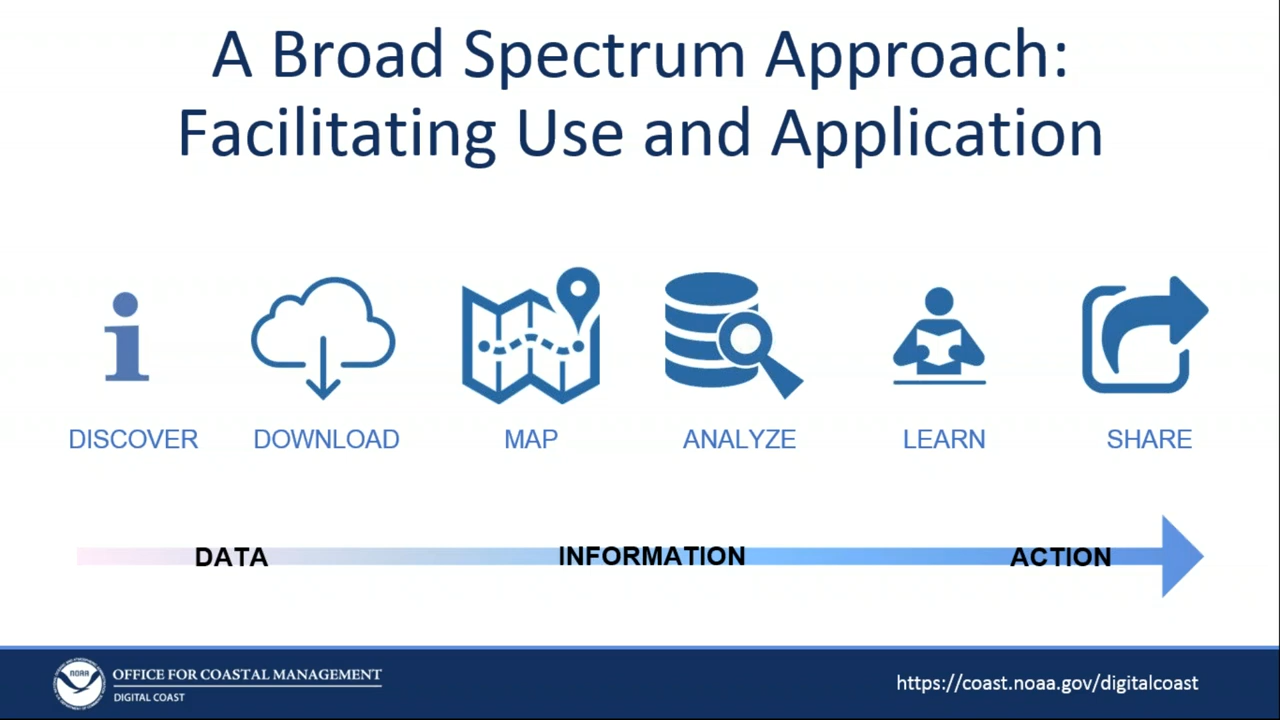 A Broad Spectrum Approach:
Facilitating Use and Application
DISCOVER DOWNLOAD MAP ANALYZE LEARN SHARE
DATA INFORMATION ACTION
NOAA
OFFICE FOR COASTAL MANAGEMENT
DIGITAL COAST
https://coast.noaa.gov/digitalcoast